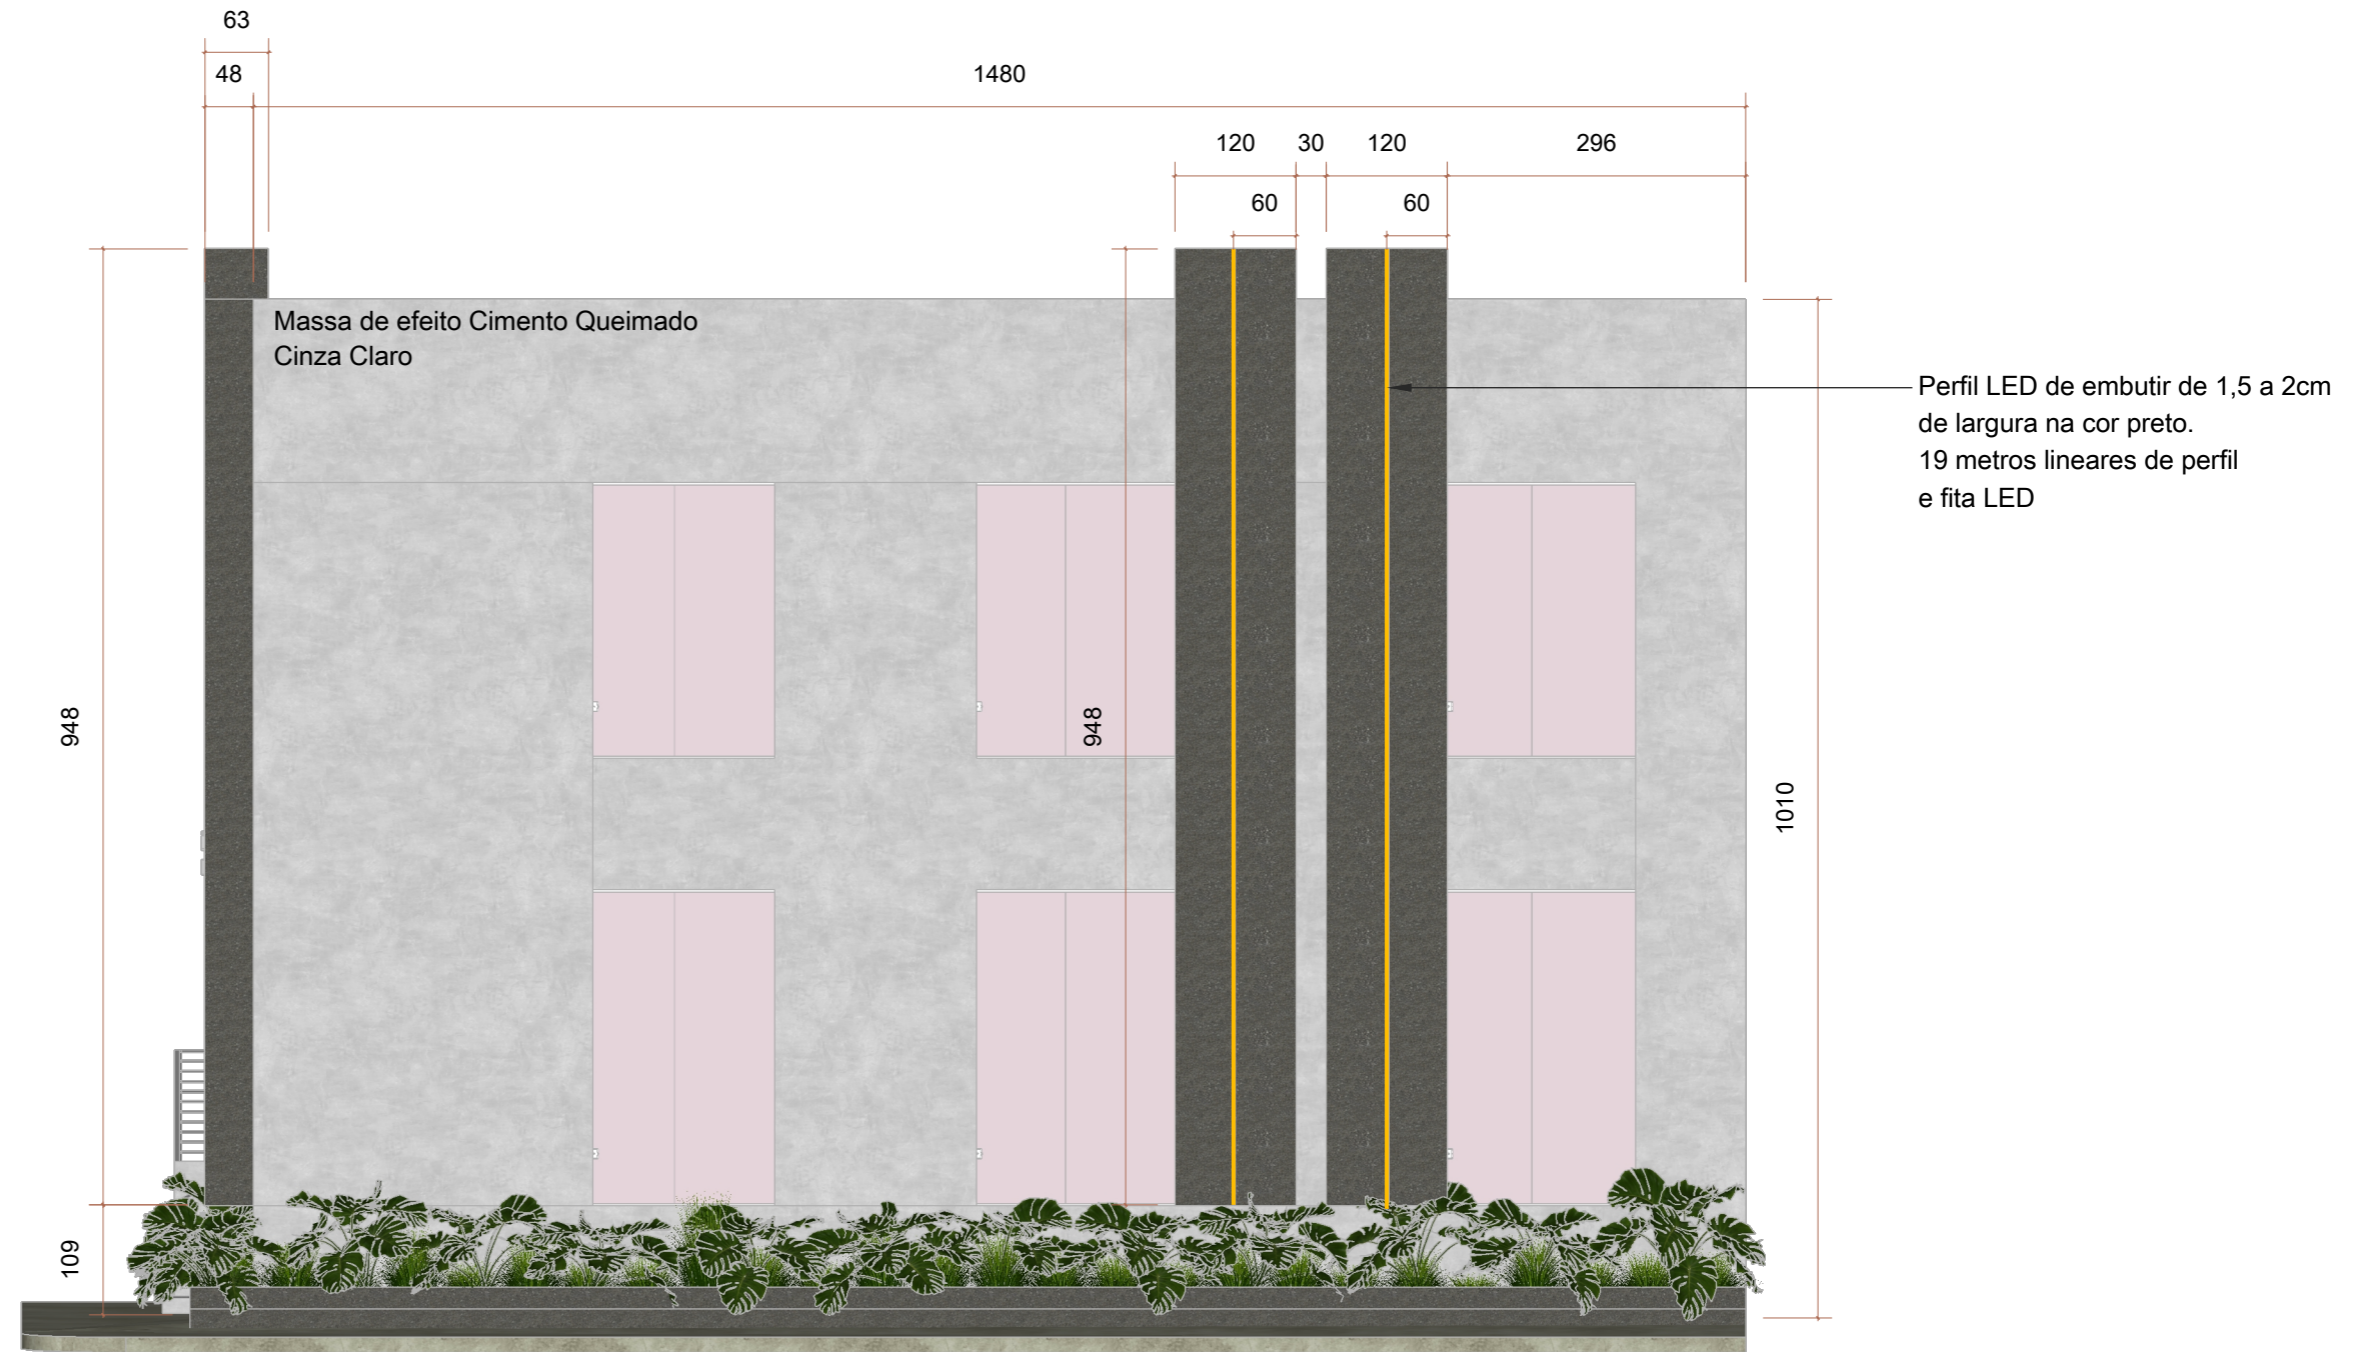 63
48
1480
120
30
120
296
60
60
Massa de efeito Cimento Queimado
Cinza Claro
Perfil LED de embutir de 1,5 a 2cm
de largura na cor preto.
19 metros lineares de perfil
e fita LED
948
948
1010
109